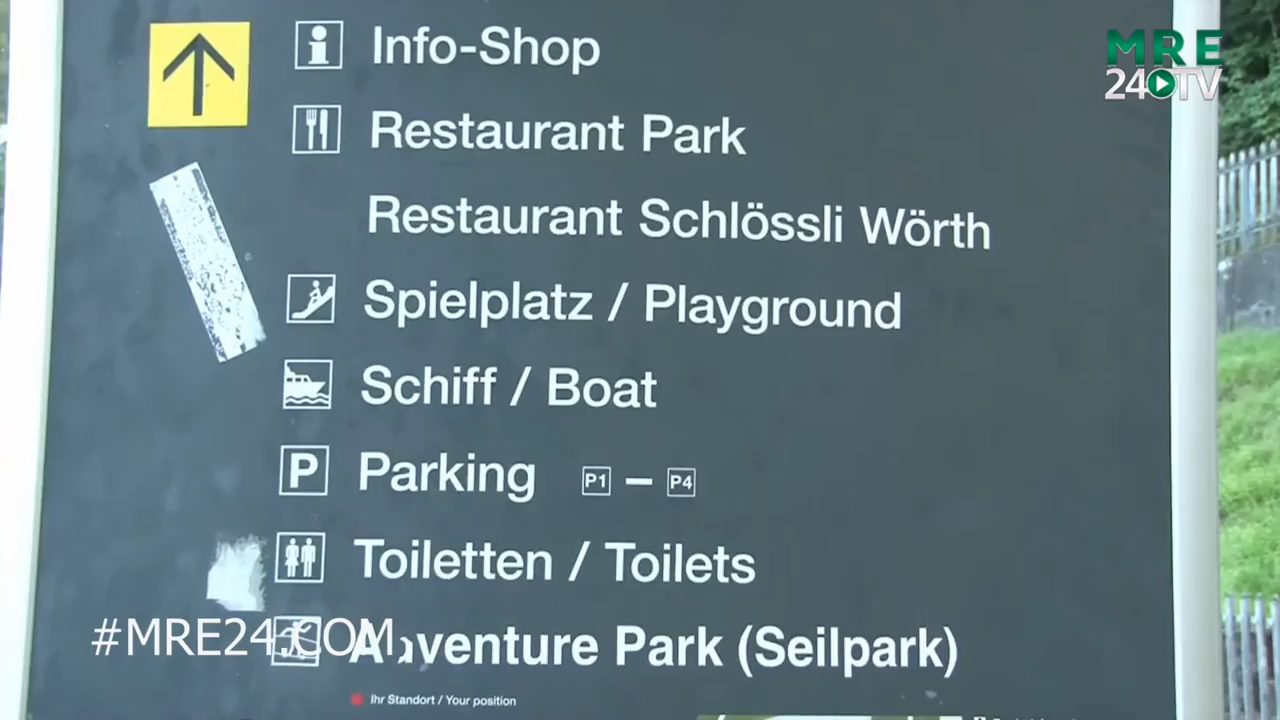 MRE
24 TV
Info-Shop
Restaurant Park
Restaurant Schlössli Wörth
Spielplatz / Playground
Schiff / Boat
P Parking P1 – P4
Toiletten / Toilets
#MRE24.COM
Adventure Park (Seilpark)
Ihr Standort / Your position